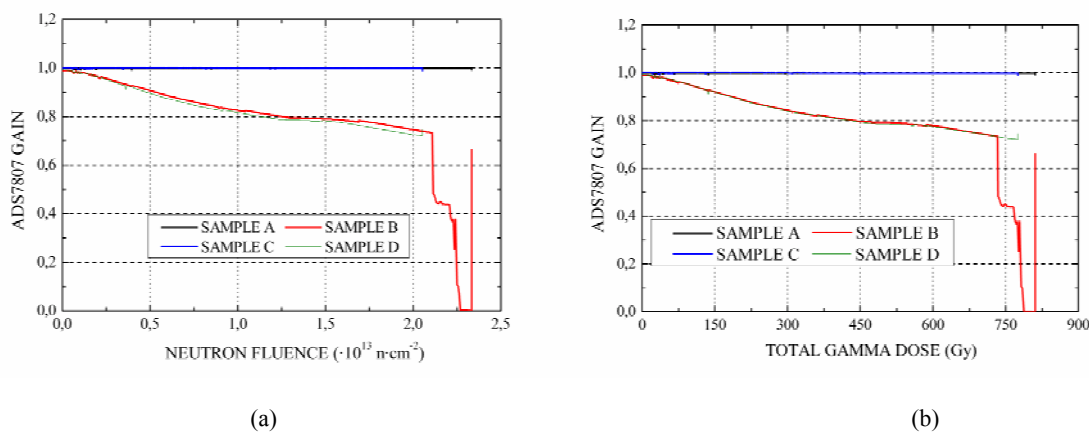 1,2
1,0
0,8
0,6
0,4
0,2
0,0
ADS7807 GAIN
SAMPLE A SAMPLE B
SAMPLE C SAMPLE D
0,0 0,5 1,0 1,5 2,0 2,5
NEUTRON FLUENCE (·10¹³ n·cm⁻²)
(a)
1,2
1,0
0,8
0,6
0,4
0,2
0,0
ADS7807 GAIN
SAMPLE A SAMPLE B
SAMPLE C SAMPLE D
0 150 300 450 600 750 900
TOTAL GAMMA DOSE (Gy)
(b)